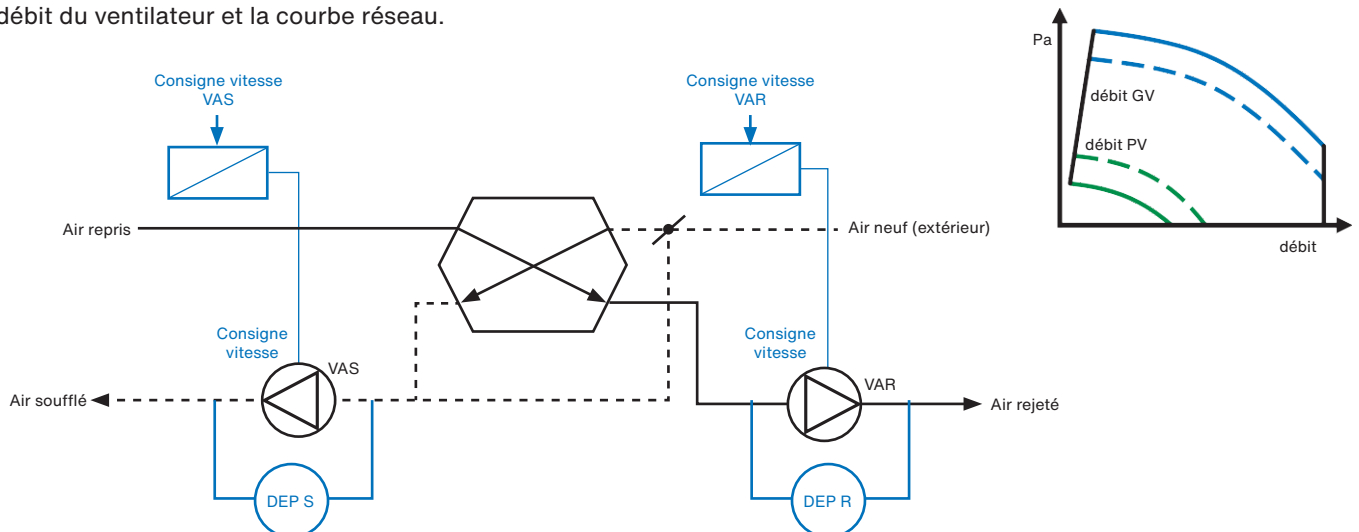 débit du ventilateur et la courbe réseau.
Pa
débit GV
débit PV
débit
Consigne vitesse
VAS
Consigne vitesse
VAR
Air repris
Air neuf (extérieur)
Consigne
vitesse
VAS
Consigne
vitesse
VAR
Air soufflé
Air rejeté
DEP S
DEP R